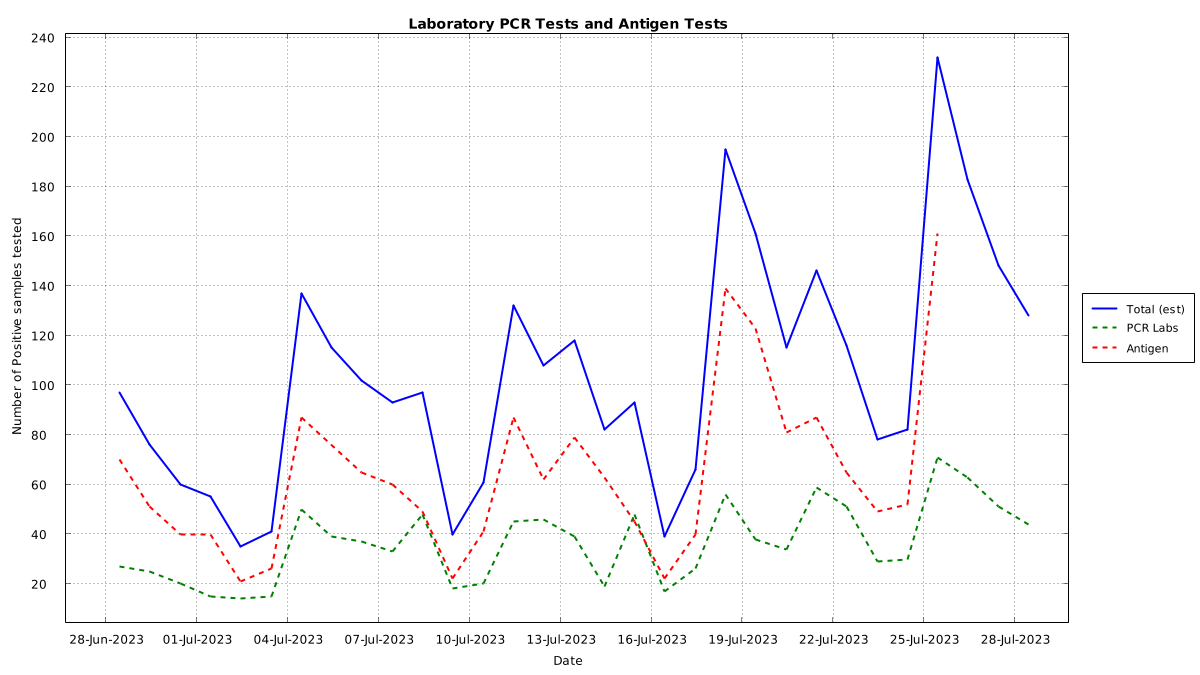 Laboratory PCR Tests and Antigen Tests
Number of Positive samples tested
240
220
200
180
160
140
120
100
80
60
40
20
28-Jun-2023 01-Jul-2023 04-Jul-2023 07-Jul-2023 10-Jul-2023 13-Jul-2023 16-Jul-2023 19-Jul-2023 22-Jul-2023 25-Jul-2023 28-Jul-2023
Date
Total (est)
PCR Labs
Antigen